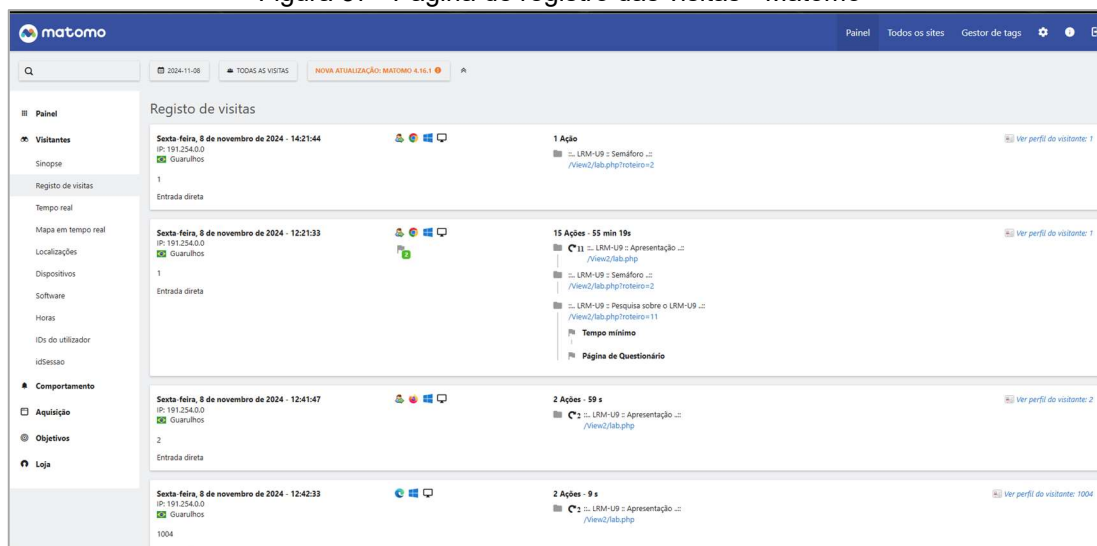 matomo
Painel
Todos os sites
Gestor de tags
2024-11-08
TODAS AS VISITAS
NOVA ATUALIZAÇÃO: MATOMO 4.16.1
Painel
Visitantes
Sinopse
Registo de visitas
Tempo real
Mapa em tempo real
Localizações
Dispositivos
Software
Horas
IDs do utilizador
idSessao
Comportamento
Aquisição
Objetivos
Loja
Registo de visitas
Sexta-feira, 8 de novembro de 2024 - 14:21:44
IP: 191.254.0.0
Guarulhos
1
Entrada direta
1 Ação
::.. LRM-U9 :: Semáforo ..::
/View2/lab.php?roteiro=2
Ver perfil do visitante: 1
Sexta-feira, 8 de novembro de 2024 - 12:21:33
IP: 191.254.0.0
Guarulhos
1
Entrada direta
2
15 Ações - 55 min 19s
11 ::.. LRM-U9 :: Apresentação ..::
/View2/lab.php
::.. LRM-U9 :: Semáforo ..::
/View2/lab.php?roteiro=2
::.. LRM-U9 :: Pesquisa sobre o LRM-U9 ..::
/View2/lab.php?roteiro=11
Tempo mínimo
Página de Questionário
Ver perfil do visitante: 1
Sexta-feira, 8 de novembro de 2024 - 12:41:47
IP: 191.254.0.0
Guarulhos
2
Entrada direta
2 Ações - 59 s
2 ::.. LRM-U9 :: Apresentação ..::
/View2/lab.php
Ver perfil do visitante: 2
Sexta-feira, 8 de novembro de 2024 - 12:42:33
IP: 191.254.0.0
Guarulhos
1004
2 Ações - 9 s
2 ::.. LRM-U9 :: Apresentação ..::
/View2/lab.php
Ver perfil do visitante: 1004